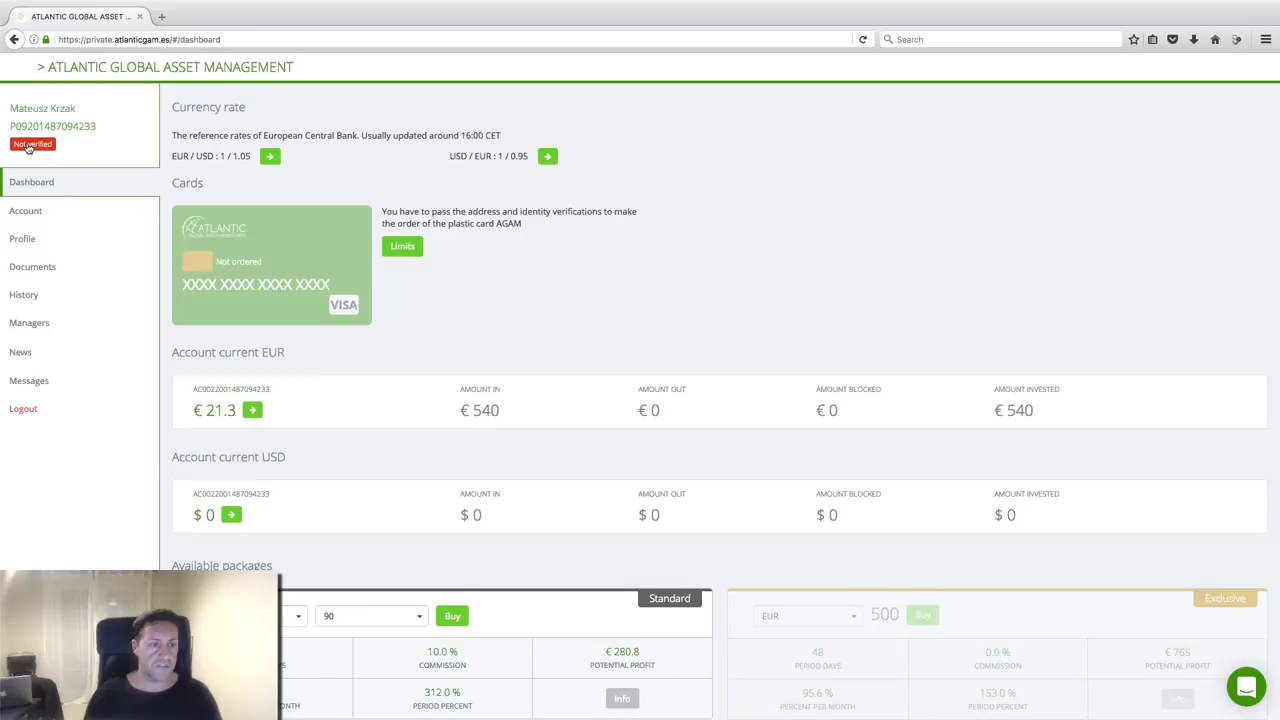 ATLANTIC GLOBAL ASSET ...
https://private.atlanticgam.es/#/dashboard
Search
> ATLANTIC GLOBAL ASSET MANAGEMENT
Mateusz Krzak
P09201487094233
Not verified
Dashboard
Account
Profile
Documents
History
Managers
News
Messages
Logout
Currency rate
The reference rates of European Central Bank. Usually updated around 16:00 CET
EUR / USD : 1 / 1.05
USD / EUR : 1 / 0.95
Cards
ATLANTIC
Not ordered
XXXX XXXX XXXX XXXX
VISA
You have to pass the address and identity verifications to make
the order of the plastic card AGAM
Limits
Account current EUR
AC0022001487094233 AMOUNT IN AMOUNT OUT AMOUNT BLOCKED AMOUNT INVESTED
€ 21.3 € 540 € 0 € 0 € 540
Account current USD
AC0022001487094233 AMOUNT IN AMOUNT OUT AMOUNT BLOCKED AMOUNT INVESTED
$ 0 $ 0 $ 0 $ 0 $ 0
Available packages
Standard
90 Buy
10.0 % € 280.8
COMMISSION POTENTIAL PROFIT
312.0 %
PERIOD PERCENT
Info
Exclusive
EUR 500 Buy
48 0.0 % € 765
PERIOD DAYS COMMISSION POTENTIAL PROFIT
95.6 % 153.0 %
PERCENT PER MONTH PERIOD PERCENT
Info